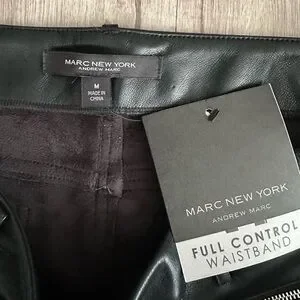 MARC NEW YORK
ANDREW MARC
M
MADE IN
CHINA
MARC NEW YORK
ANDREW MARC
FULL CONTROL
WAISTBAND